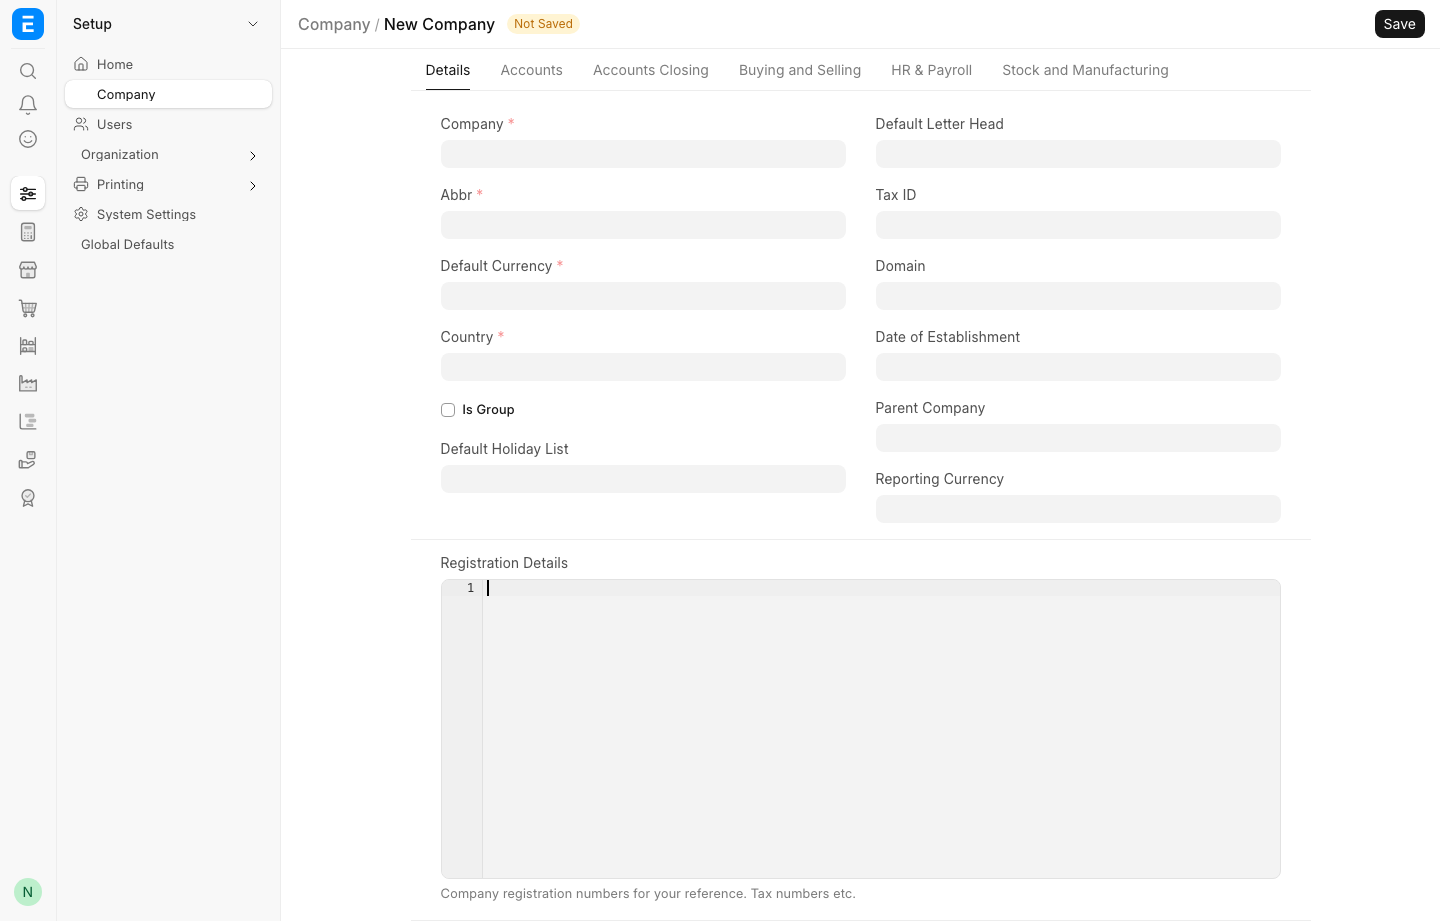 Setup
Home
Company
Users
Organization
Printing
System Settings
Global Defaults
N
Company / New Company
Not Saved
Save
Details
Accounts
Accounts Closing
Buying and Selling
HR & Payroll
Stock and Manufacturing
Company *
Abbr *
Default Currency *
Country *
Is Group
Default Holiday List
Default Letter Head
Tax ID
Domain
Date of Establishment
Parent Company
Reporting Currency
Registration Details
1
Company registration numbers for your reference. Tax numbers etc.